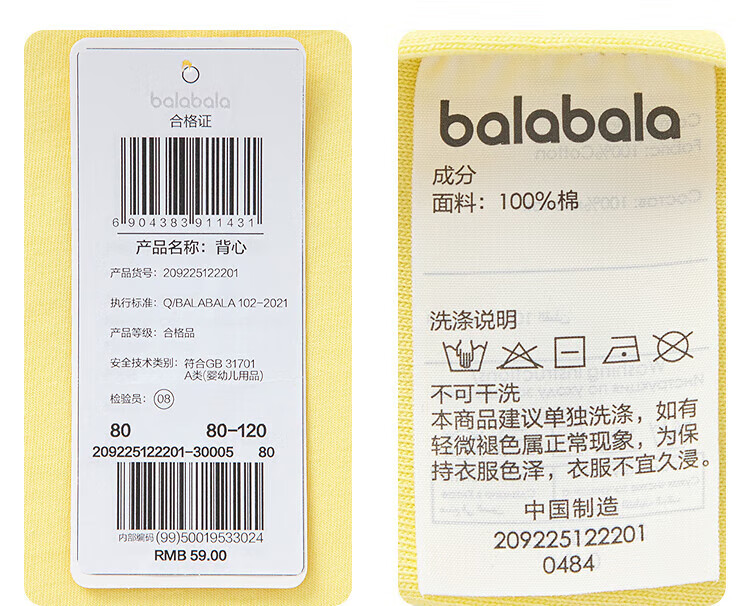 balabala
合格证
6 904383 911431
产品名称：背心
产品货号：209225122201
执行标准：Q/BALABALA 102-2021
产品等级：合格品
安全技术类别：符合GB 31701
A类(婴幼儿用品)
检验员：08
80 80-120
209225122201-30005 80
内部编码 (99)50019533024
RMB 59.00
balabala
成分
面料：100%棉
洗涤说明
不可干洗
本商品建议单独洗涤，如有
轻微褪色属正常现象，为保
持衣服色泽，衣服不宜久浸。
中国制造
209225122201
0484